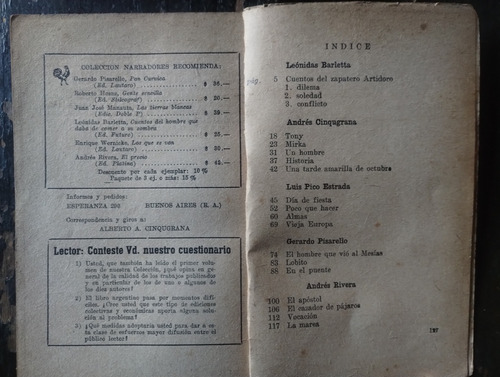 COLECCION NARRADORES RECOMIENDA:
Gerardo Pisarello, Pan Curuica
(Ed. Lautaro) $ 36.—
Roberto Hosne, Gente sencilla
(Ed. Stilcograf) $ 20.—
Juan José Manauta, Las tierras blancas
(Edic. Doble P) $ 39.—
Leónidas Barletta, Cuentos del hombre que
daba de comer a su sombra
(Ed. Futuro) $ 25.—
Enrique Wernicke, Los que se van
(Ed. Lautaro) $ 30.—
Andrés Rivera, El precio
(Ed. Platina) $ 42.—
Descuento por cada ejemplar: 10 %
Paquete de 3 ej. o más: 15 %
Informes y pedidos:
ESPERANZA 290 BUENOS AIRES (R. A.)
Correspondencia y giros a:
ALBERTO A. CINQUGRANA
Lector: Conteste Vd. nuestro cuestionario
1) Usted, que también ha leído el primer volumen
de nuestra Colección, ¿qué opina en general
de la calidad de los trabajos publicados
y en particular de los de uno o algunos de
los diez autores?
2) El libro argentino pasa por momentos difíciles.
¿Cree usted que este tipo de ediciones
colectivas y económicas aporta alguna solución
al problema?
3) ¿Qué medidas adoptaría usted para dar a esta
clase de esfuerzos mayor difusión entre el
público lector?
INDICE
Leónidas Barletta
5 Cuentos del zapatero Artidoro
1. dilema
2. soledad
3. conflicto
Andrés Cinqugrana
18 Tony
23 Mirka
31 Un hombre
37 Historia
42 Una tarde amarilla de octubre
Luis Pico Estrada
45 Día de fiesta
52 Poco que hacer
60 Almas
69 Vieja Europa
Gerardo Pisarello
74 El hombre que vió al Mesías
83 Lobito
88 En el puente
Andrés Rivera
100 El apóstol
106 El cazador de pájaros
112 Vocación
117 La marea
127